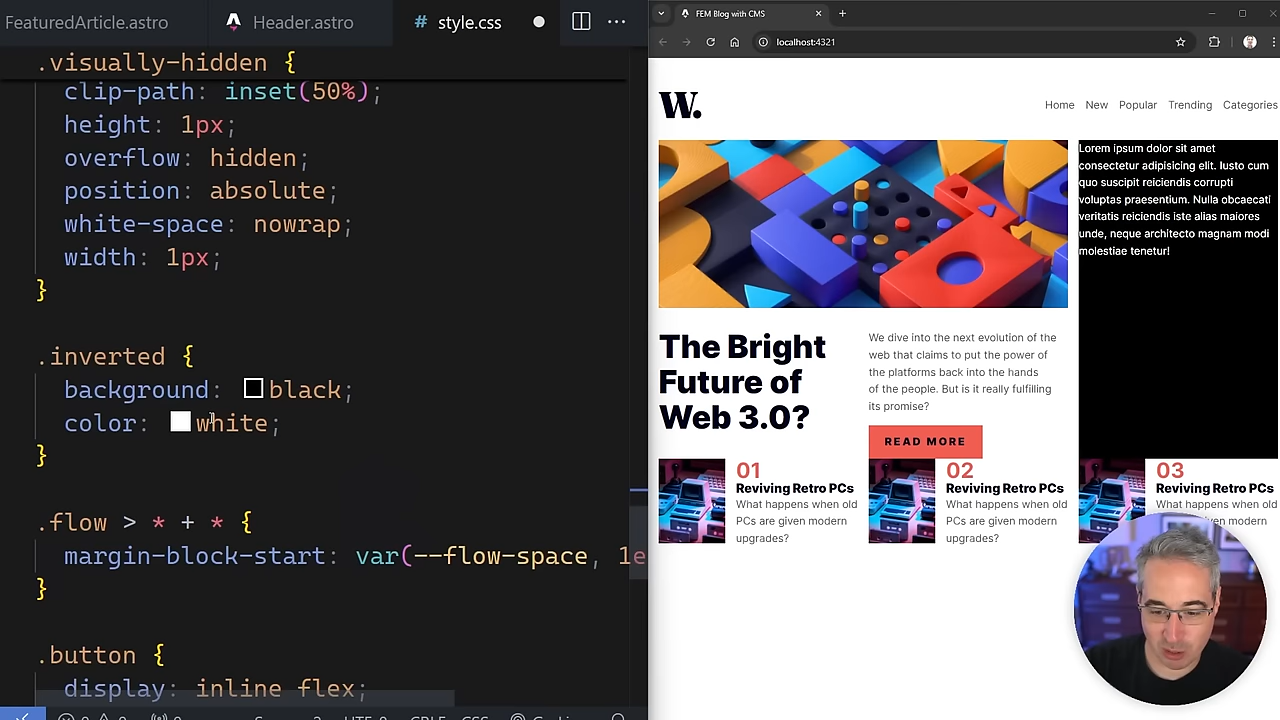 FeaturedArticle.astro
Header.astro
# style.css
.visually-hidden {
clip-path: inset(50%);
height: 1px;
overflow: hidden;
position: absolute;
white-space: nowrap;
width: 1px;
}
.inverted {
background: black;
color: white;
}
.flow > * + * {
margin-block-start: var(--flow-space, 1e
}
.button {
display: inline flex;
FEM Blog with CMS
localhost:4321
W.
Home New Popular Trending Categories
Lorem ipsum dolor sit amet
consectetur adipisicing elit. Iusto cum
quo suscipit reiciendis corrupti
voluptas praesentium. Nulla obcaecati
veritatis reiciendis iste alias maiores
unde, neque architecto magnam modi
molestiae tenetur!
The Bright
Future of
Web 3.0?
We dive into the next evolution of the
web that claims to put the power of
the platforms back into the hands
of the people. But is it really fulfilling
its promise?
READ MORE
01
Reviving Retro PCs
What happens when old
PCs are given modern
upgrades?
02
Reviving Retro PCs
What happens when old
PCs are given modern
upgrades?
03
Reviving Retro PCs
What happens when old
PCs are given modern